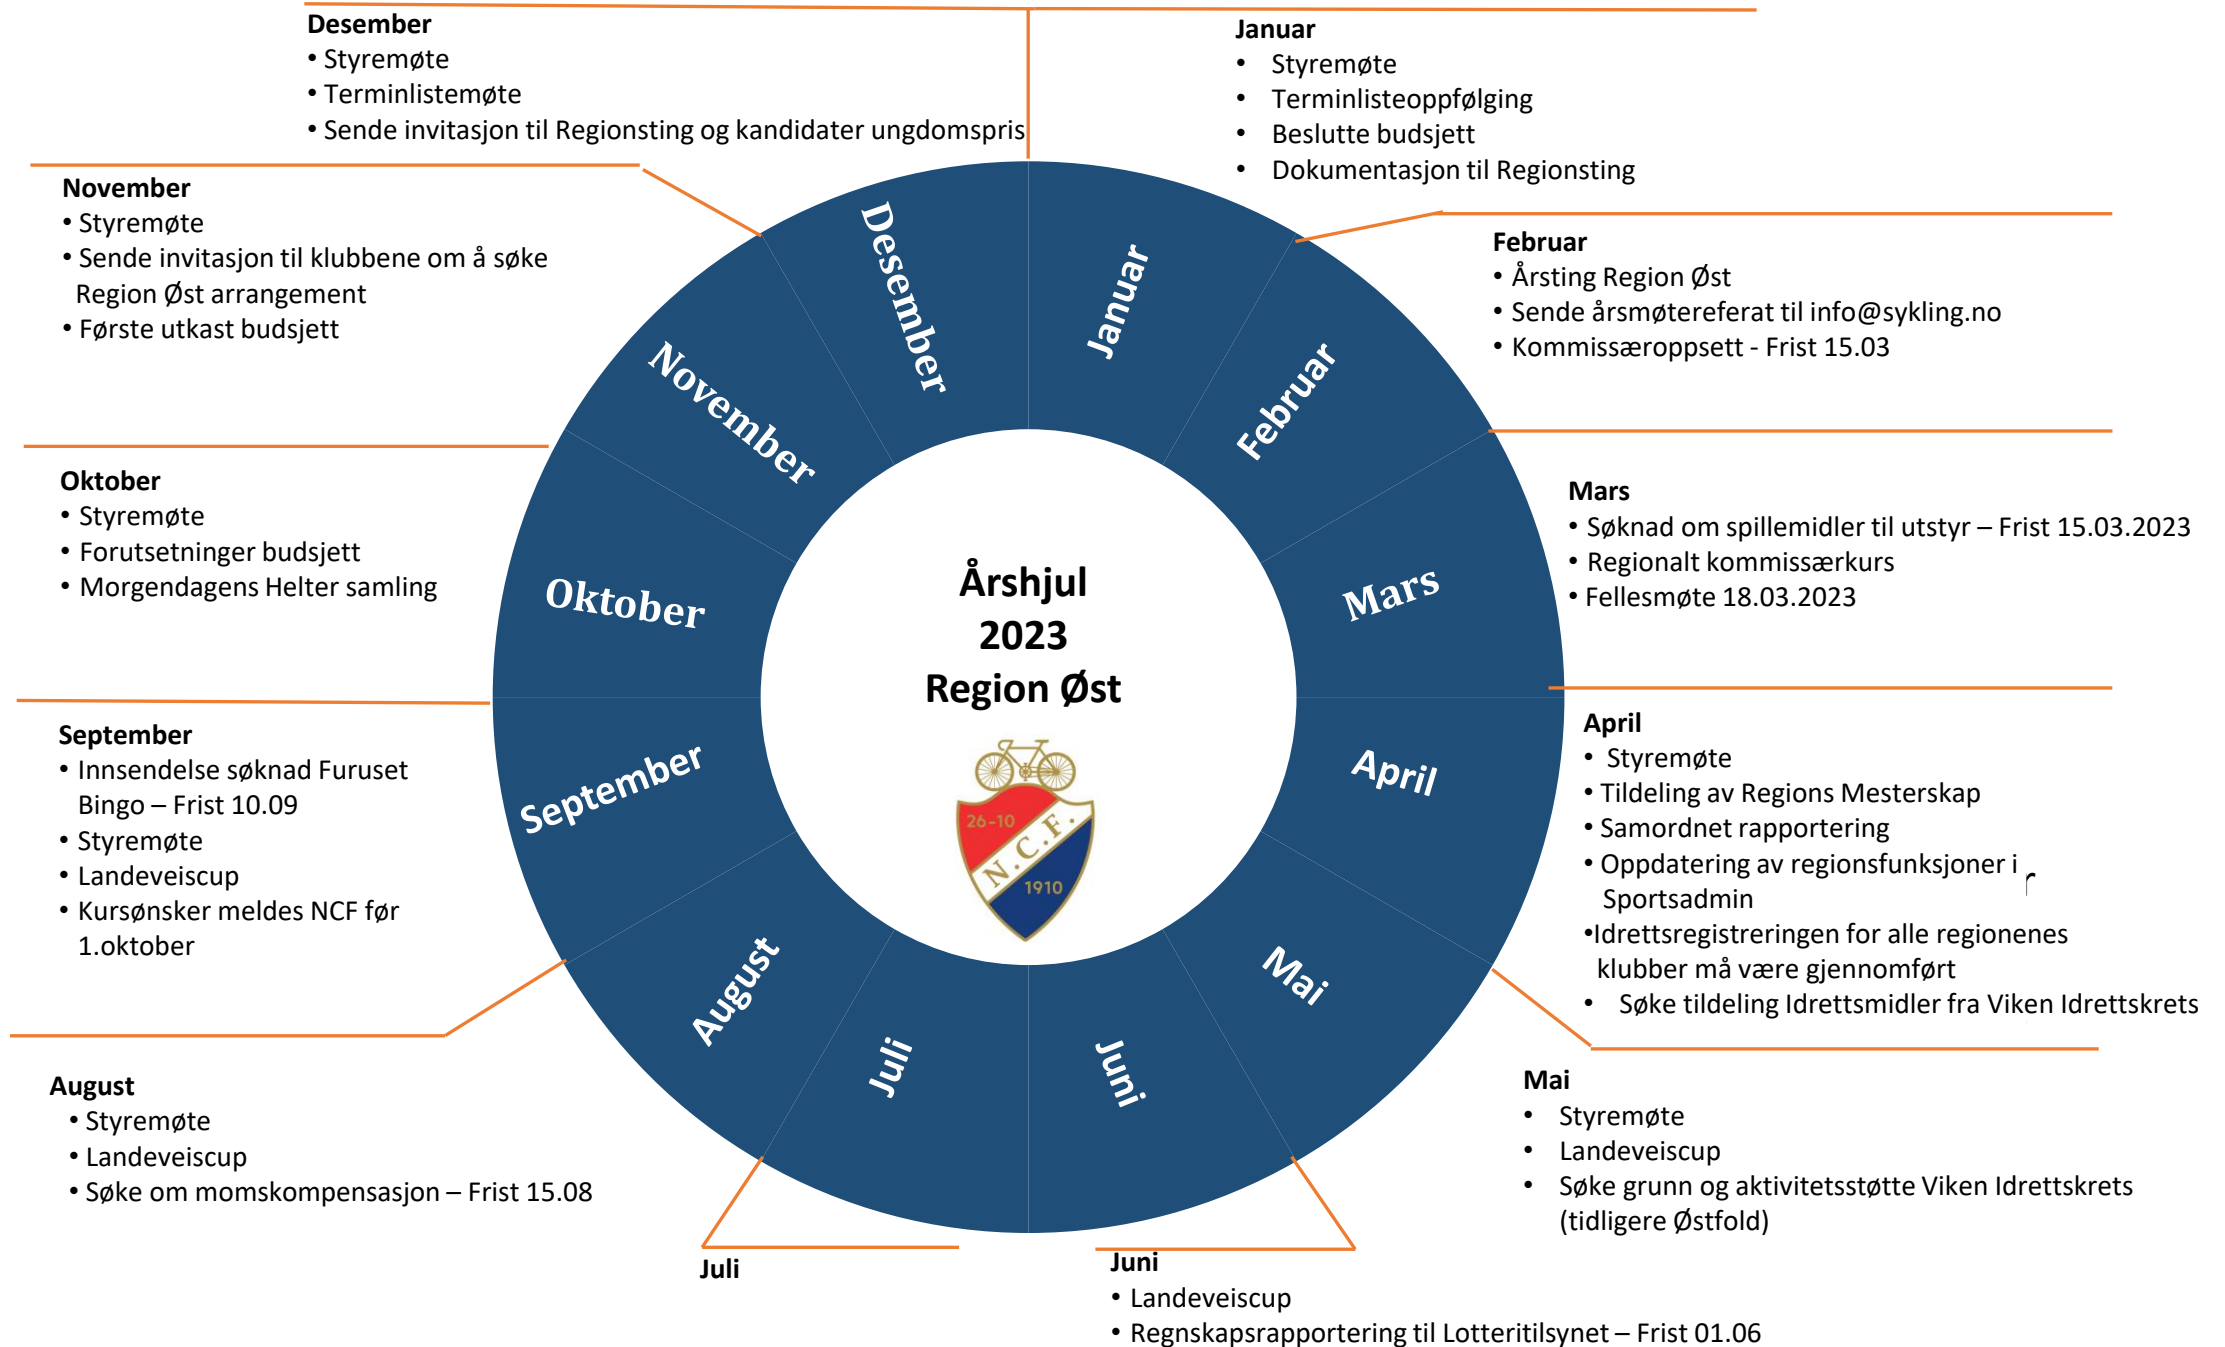 Desember
• Styremøte
• Terminlistemøte
• Sende invitasjon til Regionsting og kandidater ungdomspris
Januar
• Styremøte
• Terminlisteoppfølging
• Beslutte budsjett
• Dokumentasjon til Regionsting
November
• Styremøte
• Sende invitasjon til klubbene om å søke
Region Øst arrangement
• Første utkast budsjett
Februar
• Årsting Region Øst
• Sende årsmøtereferat til info@sykling.no
• Kommissæroppsett - Frist 15.03
Oktober
• Styremøte
• Forutsetninger budsjett
• Morgendagens Helter samling
Mars
• Søknad om spillemidler til utstyr – Frist 15.03.2023
• Regionalt kommissærkurs
• Fellesmøte 18.03.2023
September
• Innsendelse søknad Furuset
Bingo – Frist 10.09
• Styremøte
• Landeveiscup
• Kursønsker meldes NCF før
1.oktober
April
• Styremøte
• Tildeling av Regions Mesterskap
• Samordnet rapportering
• Oppdatering av regionsfunksjoner i
Sportsadmin
•Idrettsregistreringen for alle regionenes
klubber må være gjennomført
• Søke tildeling Idrettsmidler fra Viken Idrettskrets
August
• Styremøte
• Landeveiscup
• Søke om momskompensasjon – Frist 15.08
Mai
• Styremøte
• Landeveiscup
• Søke grunn og aktivitetsstøtte Viken Idrettskrets
(tidligere Østfold)
Juli
Juni
• Landeveiscup
• Regnskapsrapportering til Lotteritilsynet – Frist 01.06
Januar
Februar
Mars
April
Mai
Juni
Juli
August
September
Oktober
November
Desember
Årshjul
2023
Region Øst
26-10
N.C.F.
1910